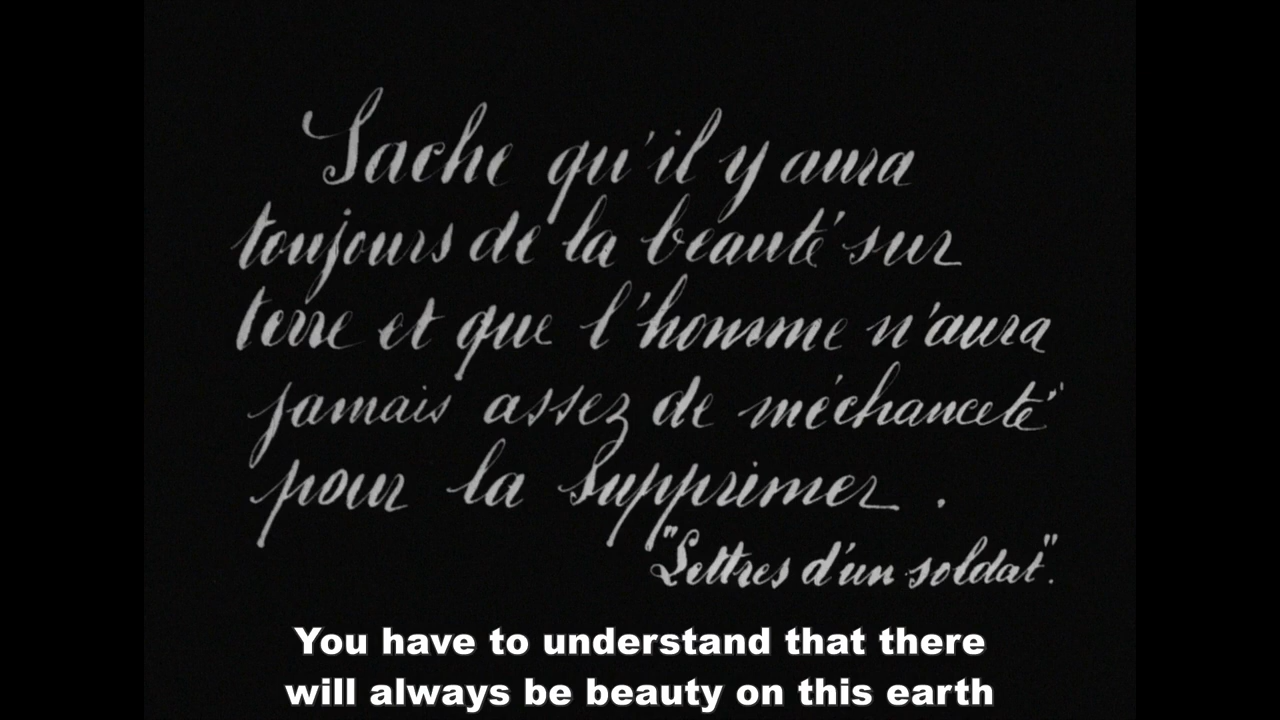 Sache qu'il y aura
toujours de la beauté sur
terre et que l'homme n'aura
jamais assez de méchanceté
pour la supprimer.
"Lettres d'un soldat".
You have to understand that there
will always be beauty on this earth